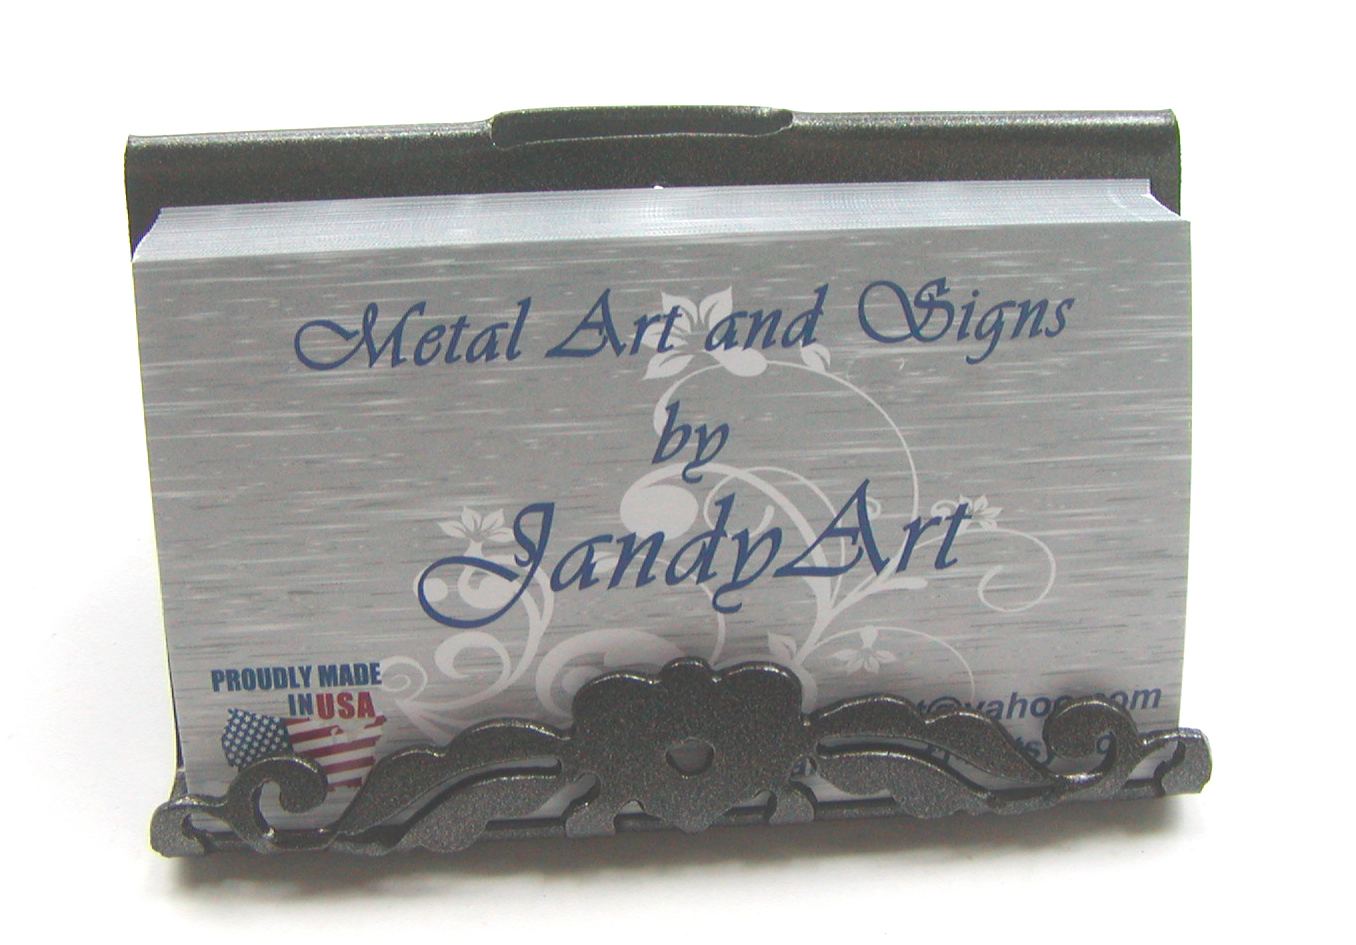 Metal Art and Signs
by
JandyArt
PROUDLY MADE
IN USA